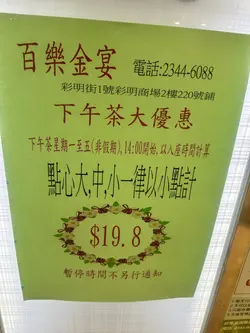 百樂金宴
電話:2344-6088
彩明街1號彩明商場2樓220號鋪
下午茶大優惠
下午茶星期一至五(非假期),14:00開始,以入座時間計算
點心大,中,小一律以小點計
$19.8
暫停時間不另行通知